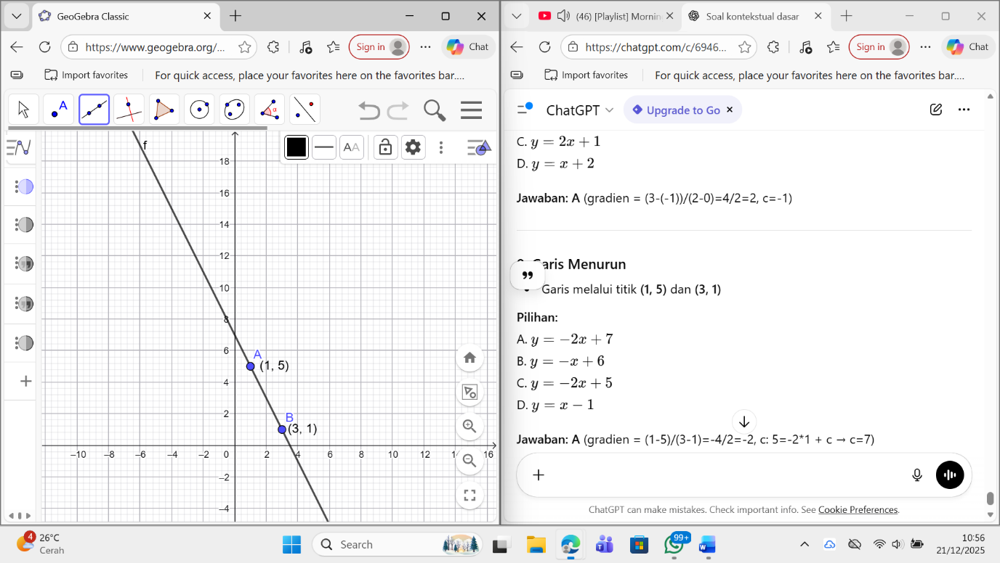 GeoGebra Classic
https://www.geogebra.org/...
Sign in
Chat
Import favorites
For quick access, place your favorites here on the favorites bar....
A
α
AA
f
18
16
14
12
10
8
6
4
2
−2
−4
−10
−8
−6
−4
−2
0
2
4
6
8
10
12
16
A
(1, 5)
B
(3, 1)
(46) [Playlist] Mornin
Soal kontekstual dasar
https://chatgpt.com/c/6946...
Sign in
Chat
Import favorites
For quick access, place your favorites here on the favorites bar....
ChatGPT
Upgrade to Go
C. y = 2x + 1
D. y = x + 2
Jawaban: A (gradien = (3-(-1))/(2-0)=4/2=2, c=-1)
Garis Menurun
Garis melalui titik (1, 5) dan (3, 1)
Pilihan:
A. y = −2x + 7
B. y = −x + 6
C. y = −2x + 5
D. y = x − 1
Jawaban: A (gradien = (1-5)/(3-1)=-4/2=-2, c: 5=-2*1 + c → c=7)
ChatGPT can make mistakes. Check important info. See Cookie Preferences.
4
26°C
Cerah
Search
99+
10:56
21/12/2025